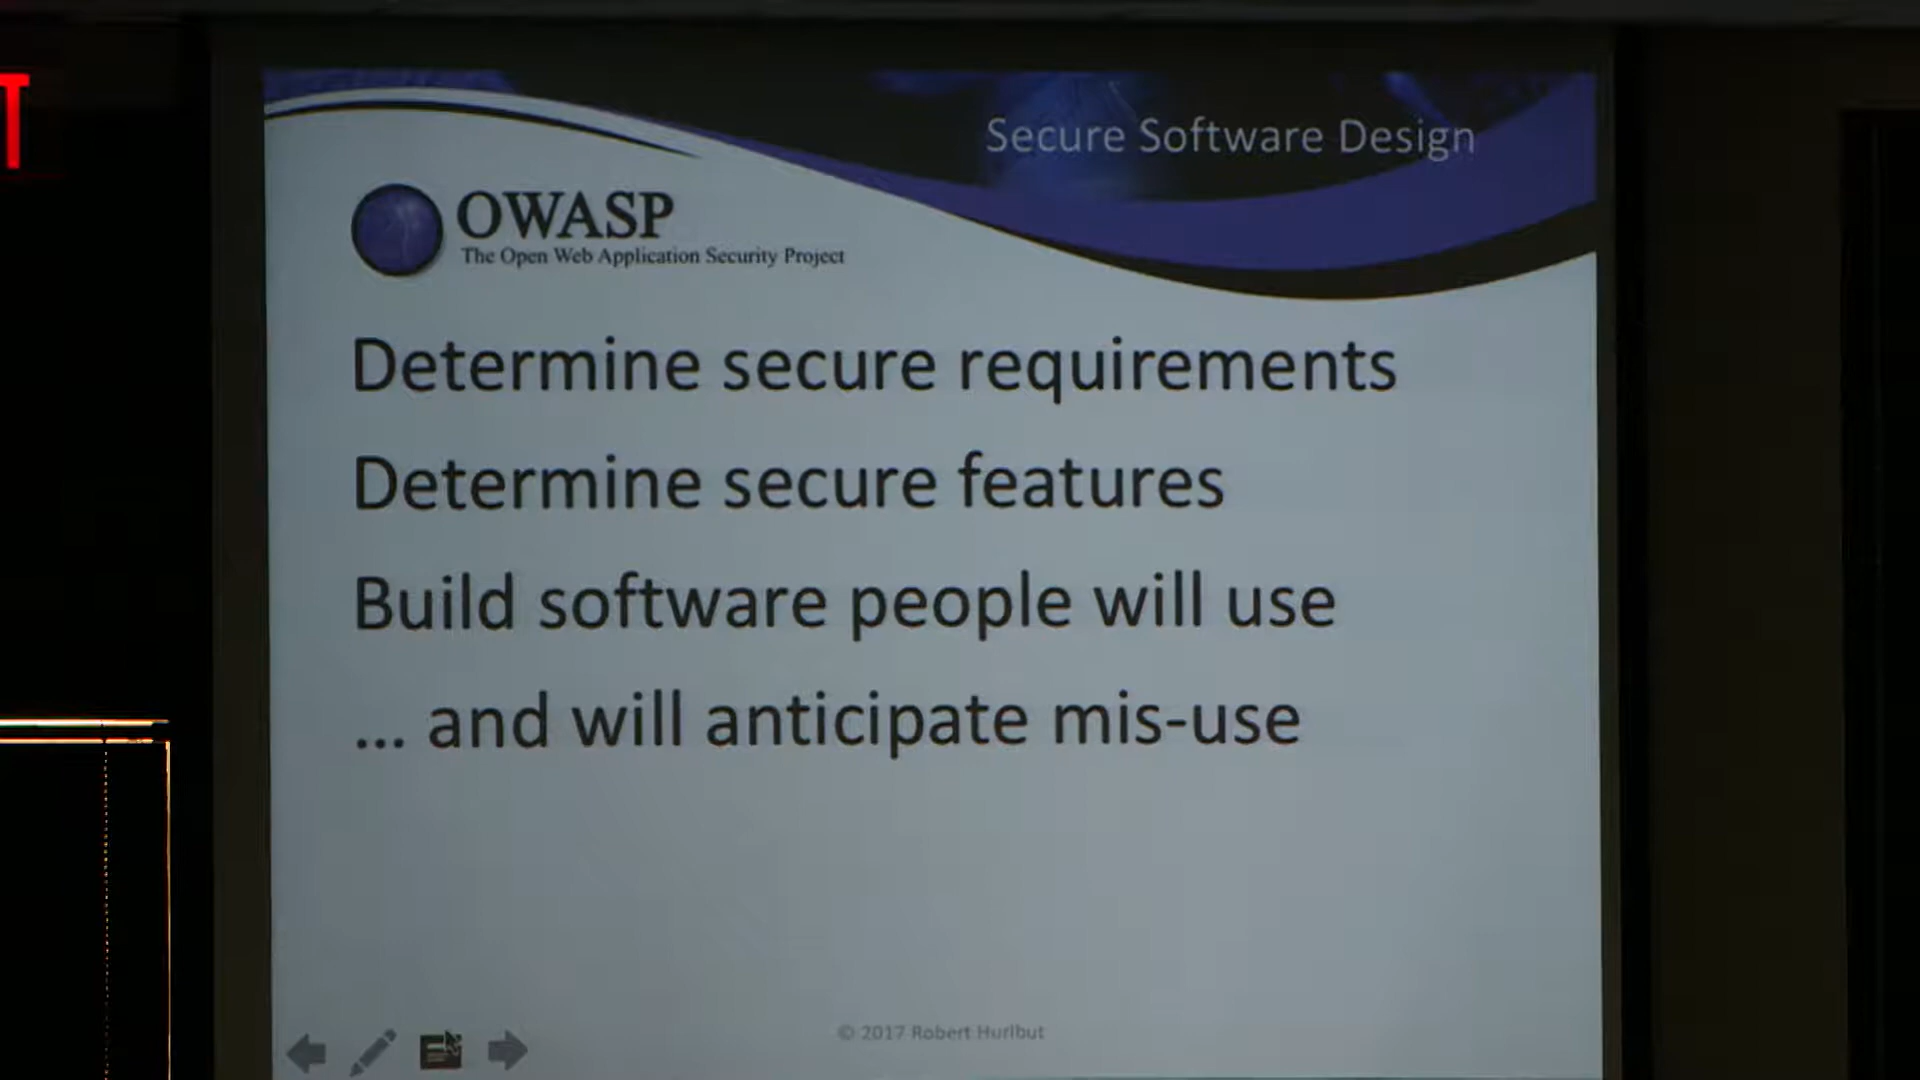 T
Secure Software Design
OWASP
The Open Web Application Security Project
Determine secure requirements
Determine secure features
Build software people will use
... and will anticipate mis-use
© 2017 Robert Hurlbut